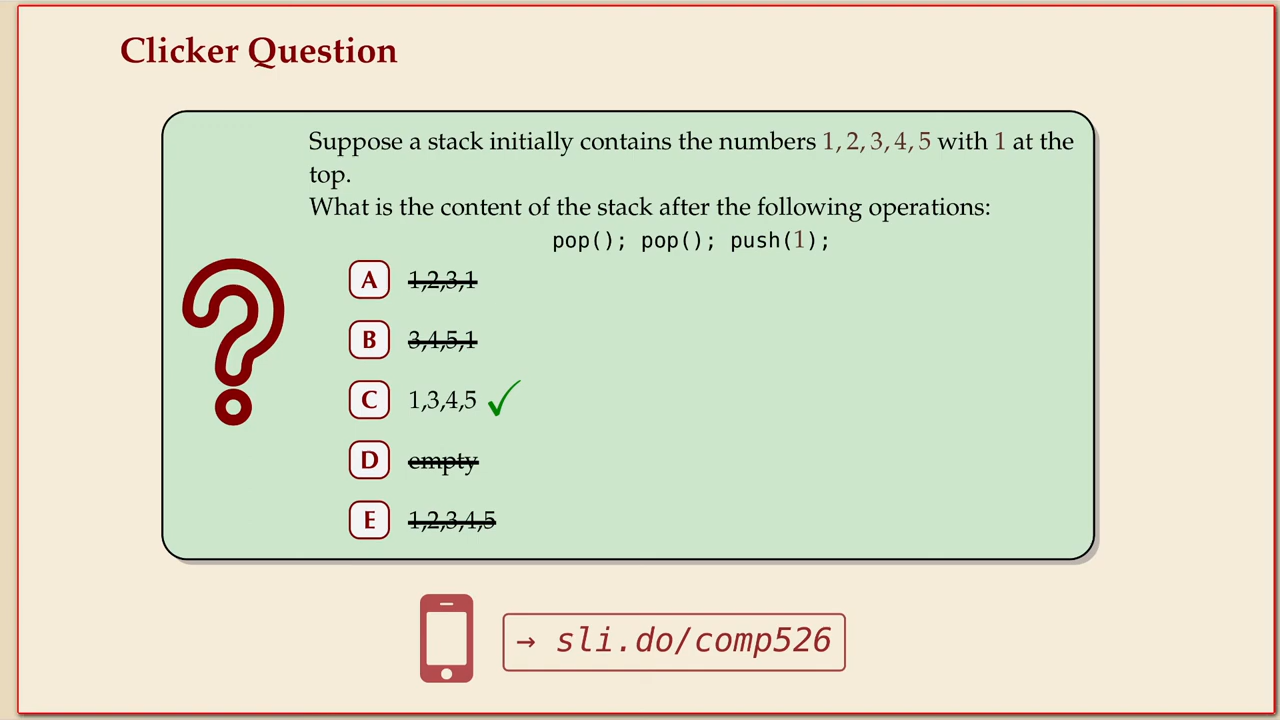 Clicker Question
Suppose a stack initially contains the numbers 1, 2, 3, 4, 5 with 1 at the
top.
What is the content of the stack after the following operations:
pop(); pop(); push(1);
A 1,2,3,1
B 3,4,5,1
C 1,3,4,5 ✓
D empty
E 1,2,3,4,5
→ sli.do/comp526